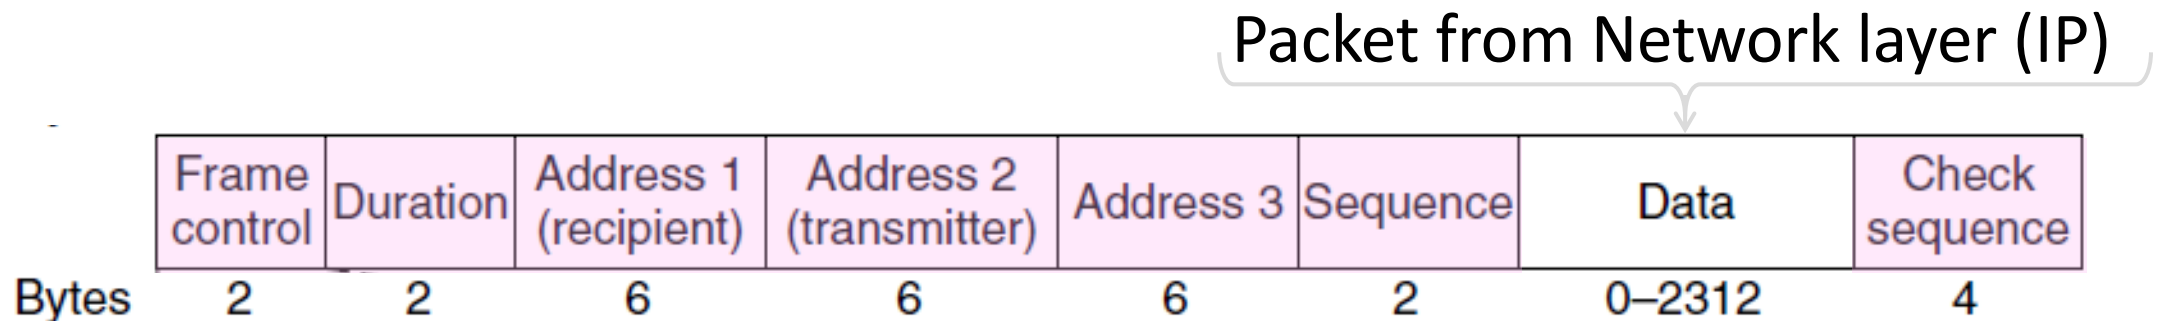 Packet from Network layer (IP)
Frame control
Duration
Address 1 (recipient)
Address 2 (transmitter)
Address 3
Sequence
Data
Check sequence
Bytes 2 2 6 6 6 2 0–2312 4